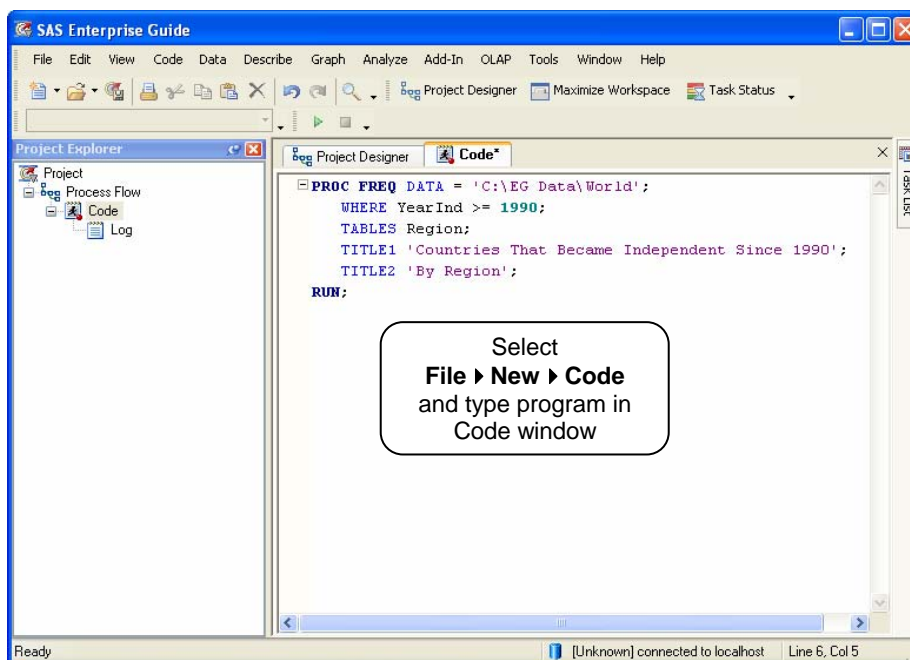 SAS Enterprise Guide
File Edit View Code Data Describe Graph Analyze Add-In OLAP Tools Window Help
Project Designer Maximize Workspace Task Status
Project Explorer
Project
Process Flow
Code
Log
Project Designer Code*
Task List
PROC FREQ DATA = 'C:\EG Data\World';
WHERE YearInd >= 1990;
TABLES Region;
TITLE1 'Countries That Became Independent Since 1990';
TITLE2 'By Region';
RUN;
Select
File ▸ New ▸ Code
and type program in
Code window
Ready [Unknown] connected to localhost Line 6, Col 5